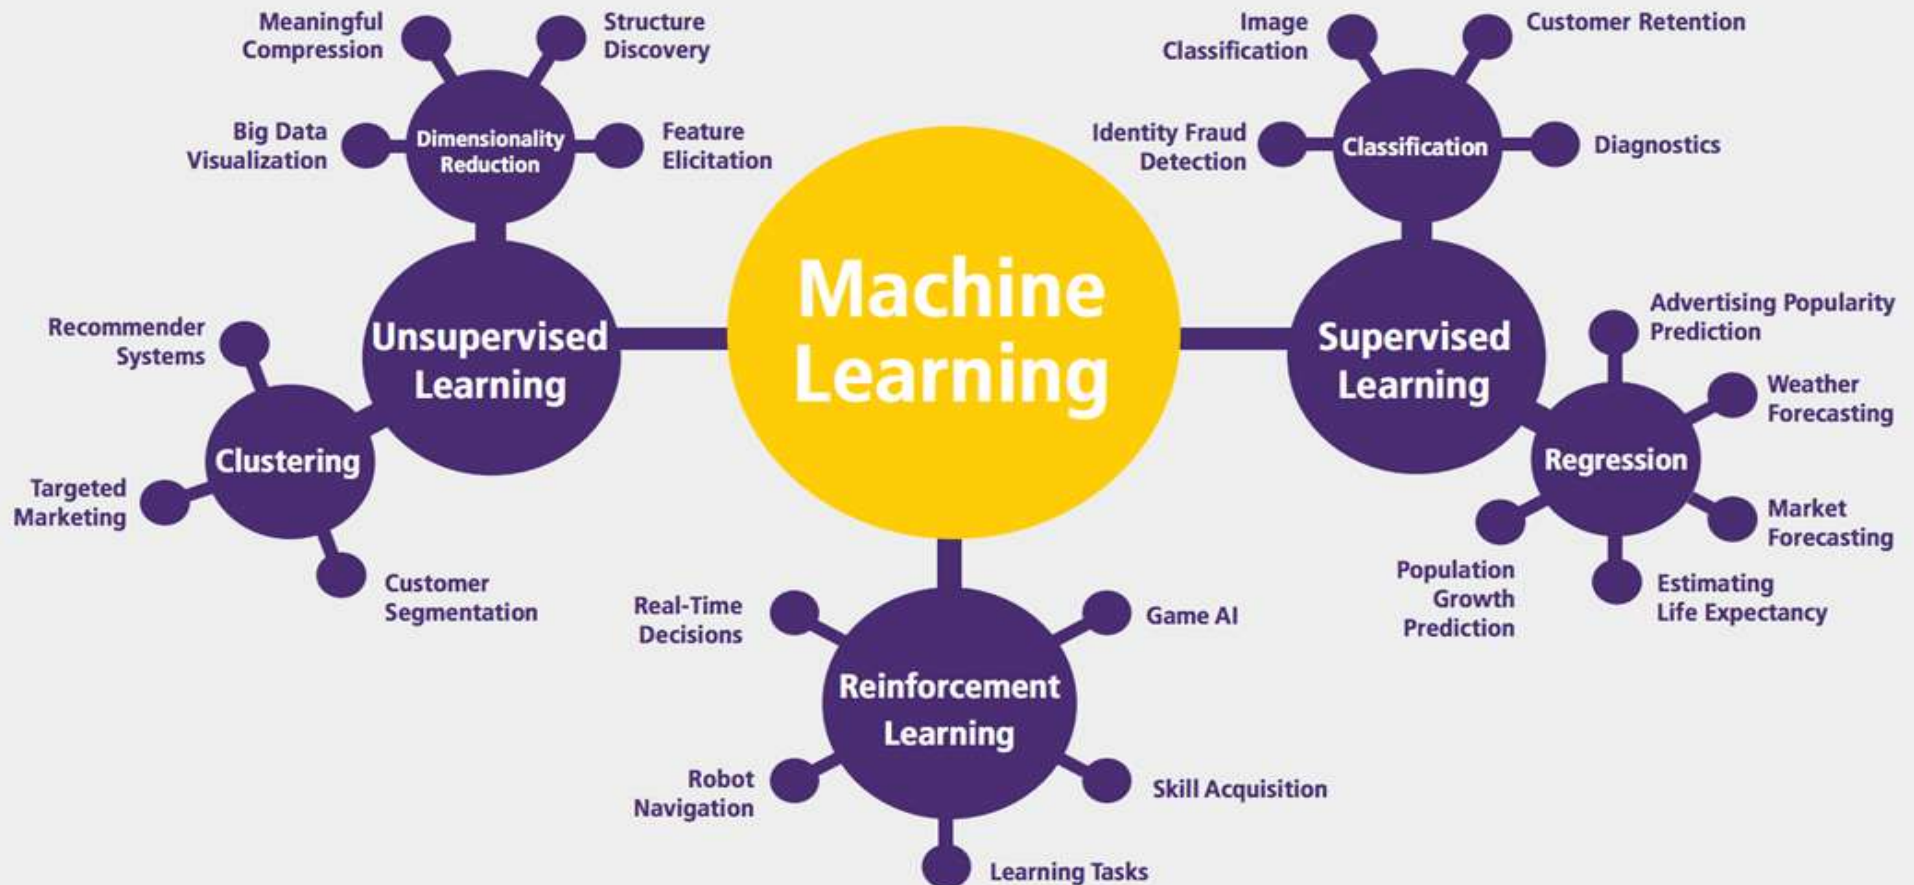 Meaningful
Compression
Structure
Discovery
Big Data
Visualization
Dimensionality
Reduction
Feature
Elicitation
Unsupervised
Learning
Recommender
Systems
Clustering
Targeted
Marketing
Customer
Segmentation
Machine
Learning
Image
Classification
Customer Retention
Identity Fraud
Detection
Classification
Diagnostics
Supervised
Learning
Advertising Popularity
Prediction
Weather
Forecasting
Regression
Market
Forecasting
Population
Growth
Prediction
Estimating
Life Expectancy
Real-Time
Decisions
Game AI
Reinforcement
Learning
Robot
Navigation
Skill Acquisition
Learning Tasks